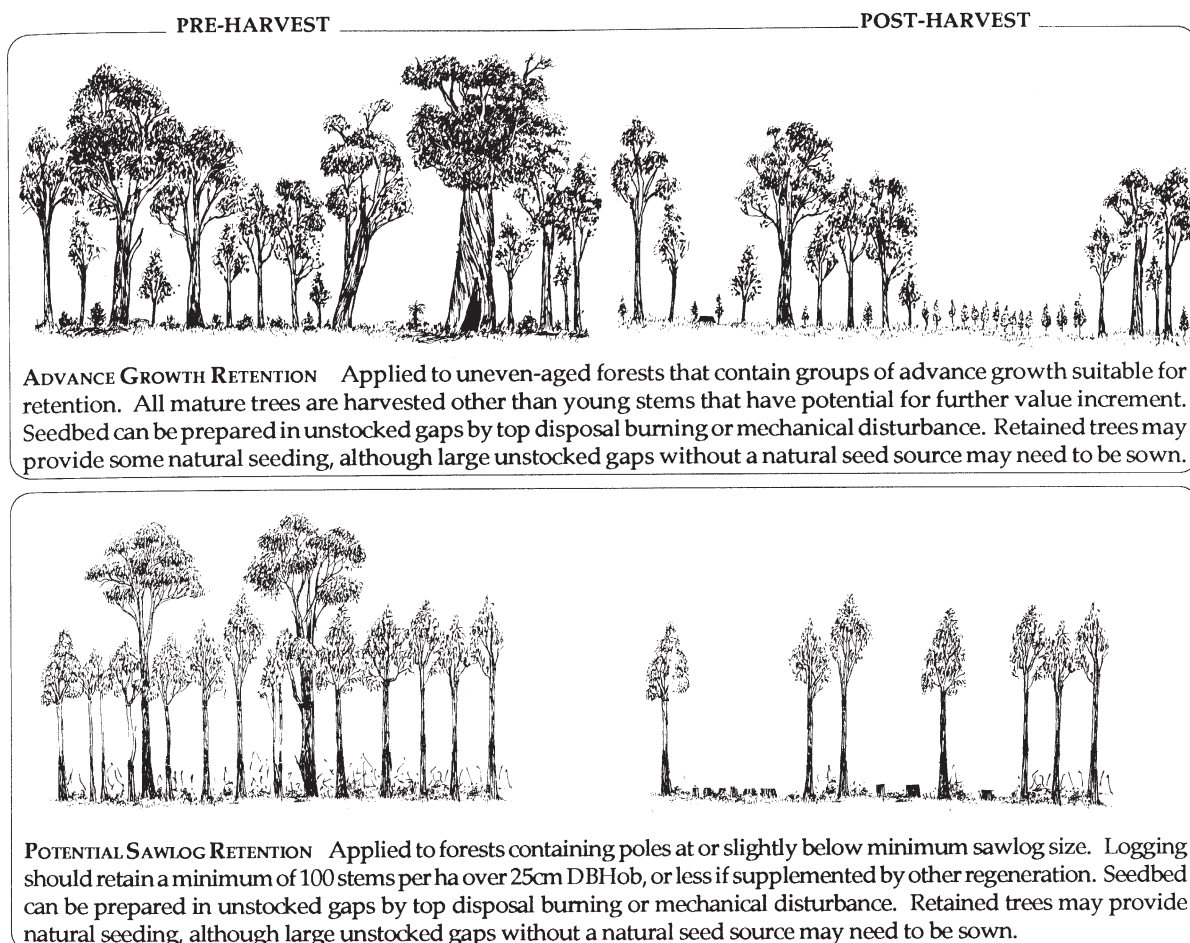 PRE-HARVEST
POST-HARVEST
ADVANCE GROWTH RETENTION Applied to uneven-aged forests that contain groups of advance growth suitable for
retention. All mature trees are harvested other than young stems that have potential for further value increment.
Seedbed can be prepared in unstocked gaps by top disposal burning or mechanical disturbance. Retained trees may
provide some natural seeding, although large unstocked gaps without a natural seed source may need to be sown.
POTENTIAL SAWLOG RETENTION Applied to forests containing poles at or slightly below minimum sawlog size. Logging
should retain a minimum of 100 stems per ha over 25cm DBHob, or less if supplemented by other regeneration. Seedbed
can be prepared in unstocked gaps by top disposal burning or mechanical disturbance. Retained trees may provide
natural seeding, although large unstocked gaps without a natural seed source may need to be sown.